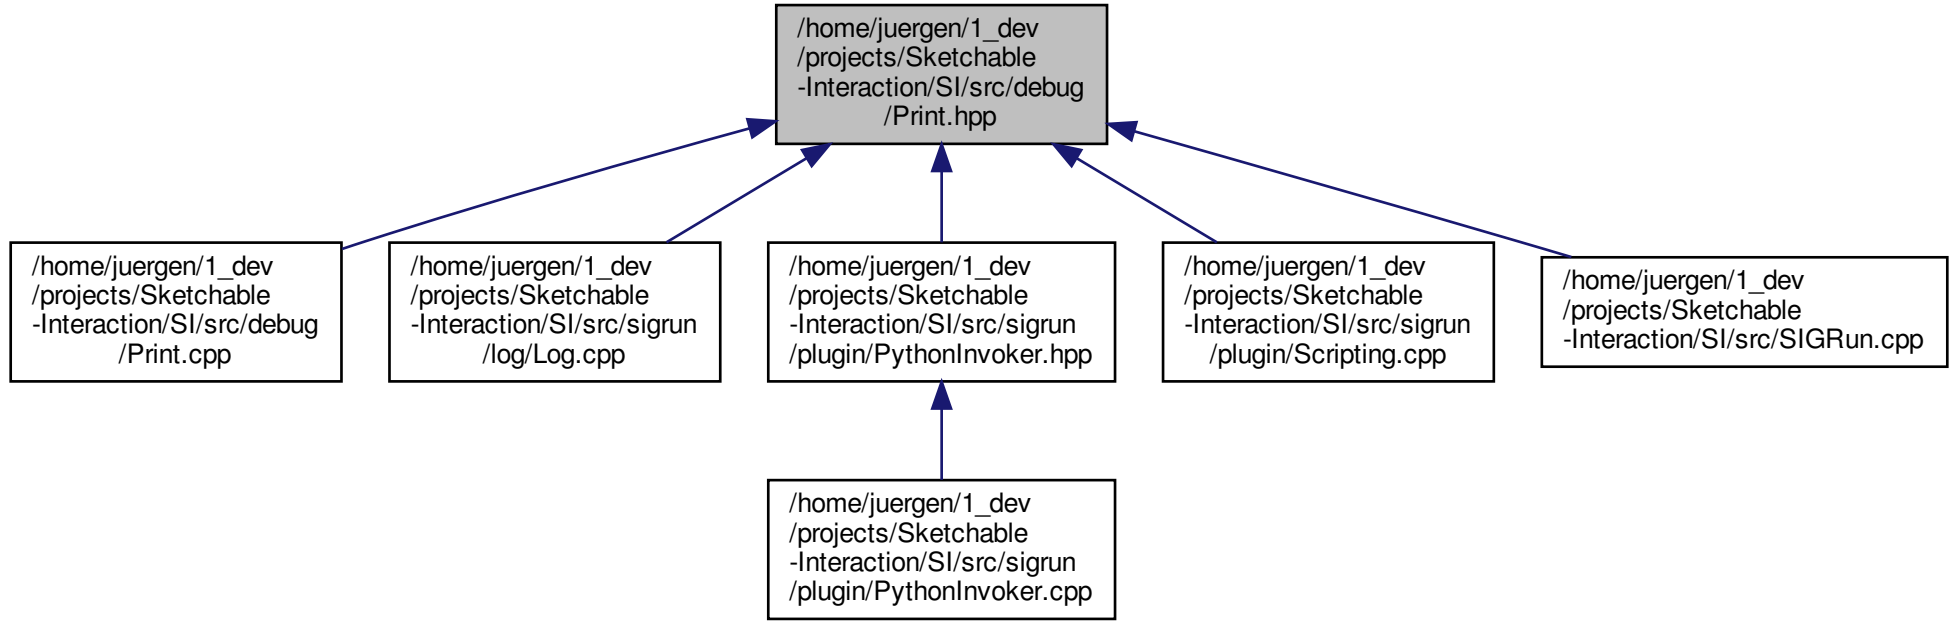 /home/juergen/1_dev
/projects/Sketchable
-Interaction/SI/src/debug
/Print.hpp
/home/juergen/1_dev
/projects/Sketchable
-Interaction/SI/src/debug
/Print.cpp
/home/juergen/1_dev
/projects/Sketchable
-Interaction/SI/src/sigrun
/log/Log.cpp
/home/juergen/1_dev
/projects/Sketchable
-Interaction/SI/src/sigrun
/plugin/PythonInvoker.hpp
/home/juergen/1_dev
/projects/Sketchable
-Interaction/SI/src/sigrun
/plugin/Scripting.cpp
/home/juergen/1_dev
/projects/Sketchable
-Interaction/SI/src/SIGRun.cpp
/home/juergen/1_dev
/projects/Sketchable
-Interaction/SI/src/sigrun
/plugin/PythonInvoker.cpp